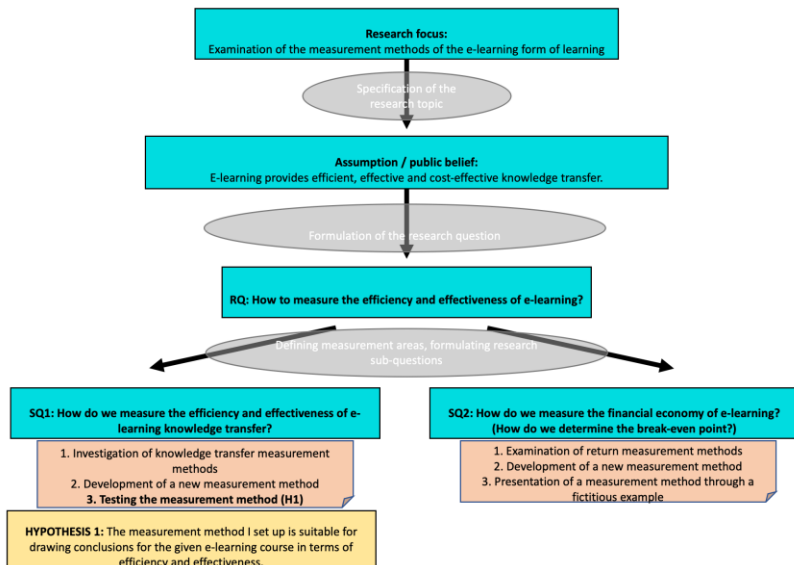 Research focus:
Examination of the measurement methods of the e-learning form of learning
Specification of the
research topic
Assumption / public belief:
E-learning provides efficient, effective and cost-effective knowledge transfer.
Formulation of the research question
RQ: How to measure the efficiency and effectiveness of e-learning?
Defining measurement areas, formulating research
sub-questions
SQ1: How do we measure the efficiency and effectiveness of e-
learning knowledge transfer?
1. Investigation of knowledge transfer measurement
methods
2. Development of a new measurement method
3. Testing the measurement method (H1)
HYPOTHESIS 1: The measurement method I set up is suitable for
drawing conclusions for the given e-learning course in terms of
efficiency and effectiveness.
SQ2: How do we measure the financial economy of e-learning?
(How do we determine the break-even point?)
1. Examination of return measurement methods
2. Development of a new measurement method
3. Presentation of a measurement method through a
fictitious example